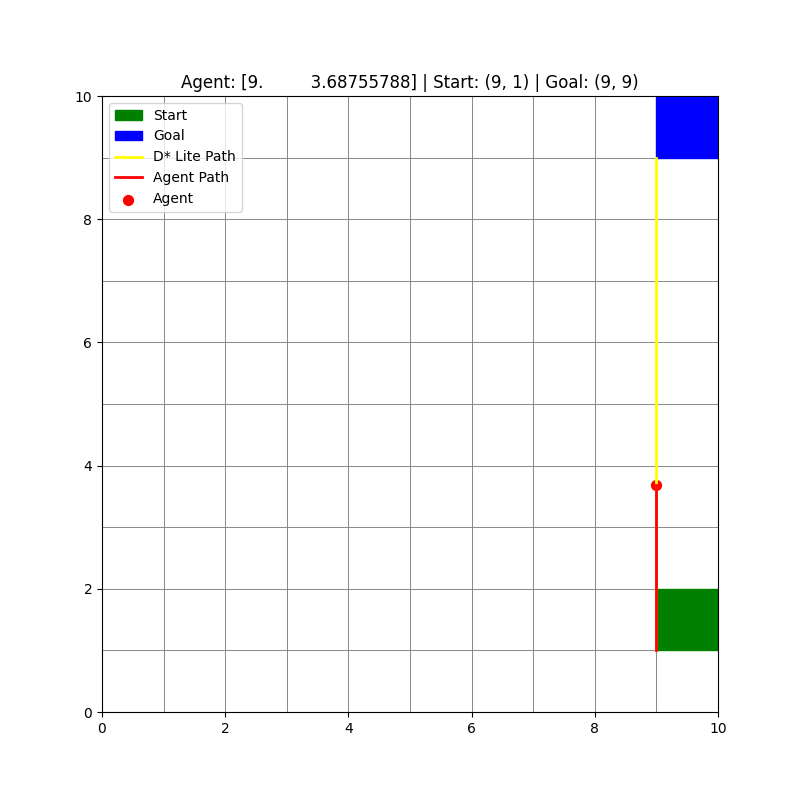 Agent: [9.         3.68755788] | Start: (9, 1) | Goal: (9, 9)
Start
Goal
D* Lite Path
Agent Path
Agent
10
8
6
4
2
0
0 2 4 6 8 10